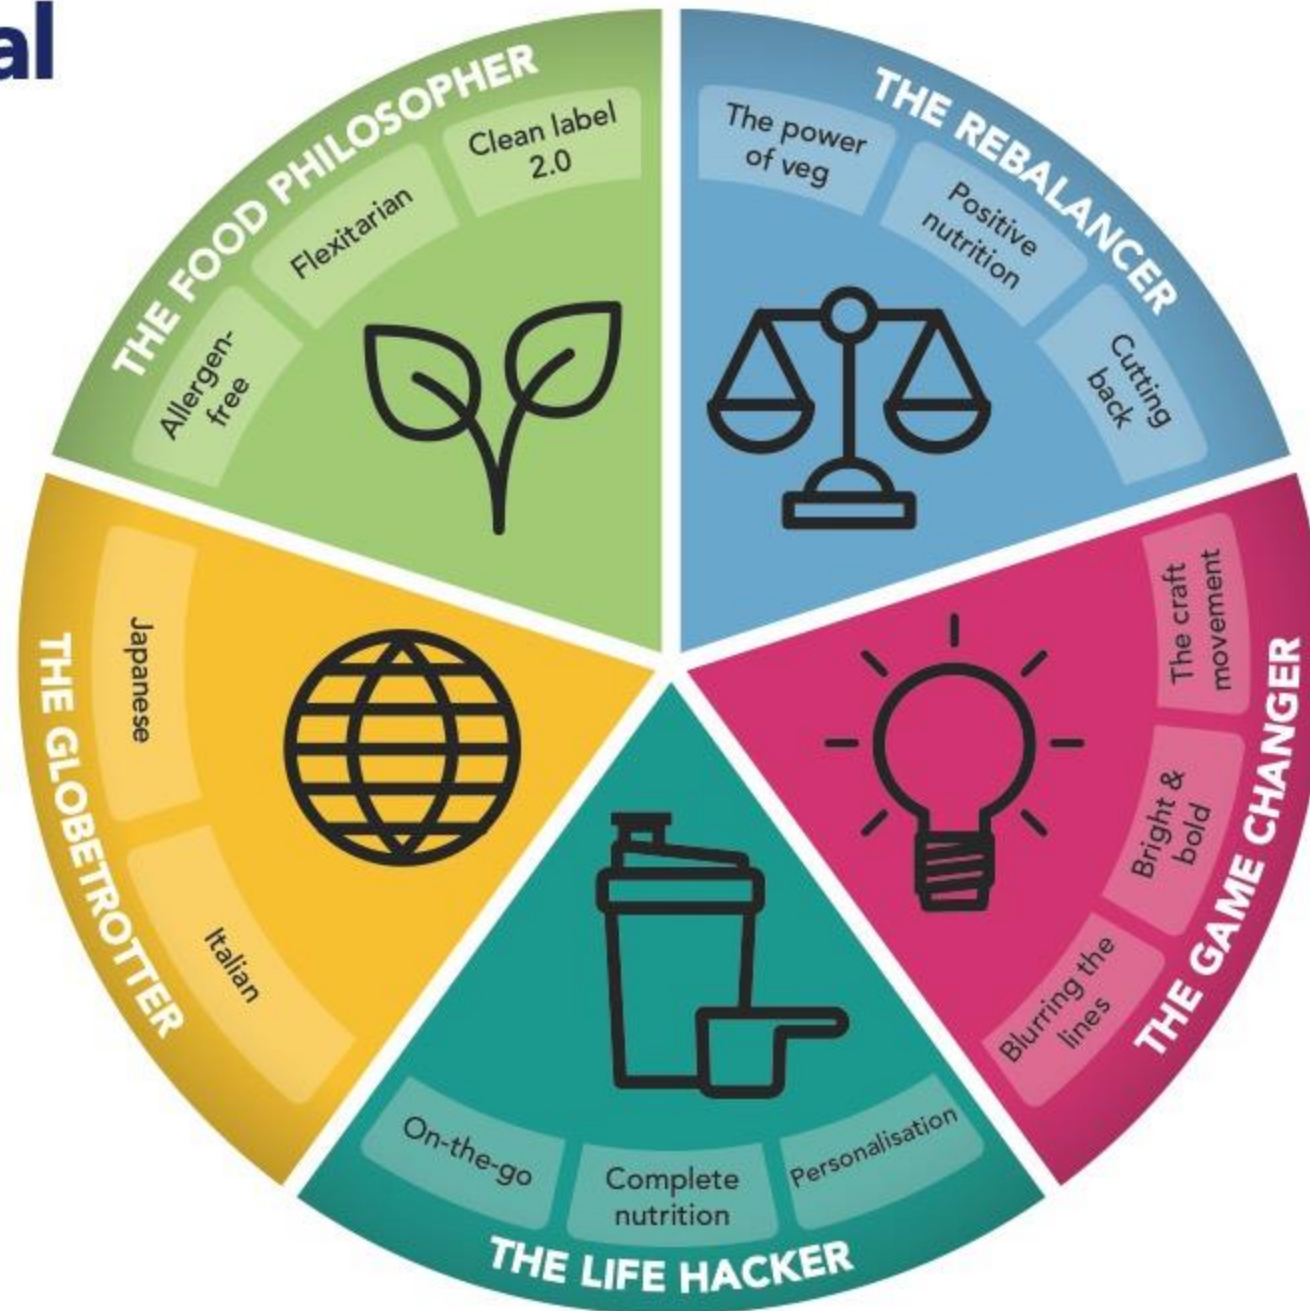 al
THE FOOD PHILOSOPHER
Clean label
2.0
Flexitarian
Allergen-
free
THE REBALANCER
The power
of veg
Positive
nutrition
Cutting
back
THE GAME CHANGER
The craft
movement
Bright &
bold
Blurring the
lines
THE LIFE HACKER
On-the-go
Complete
nutrition
Personalisation
THE GLOBETROTTER
Japanese
Italian